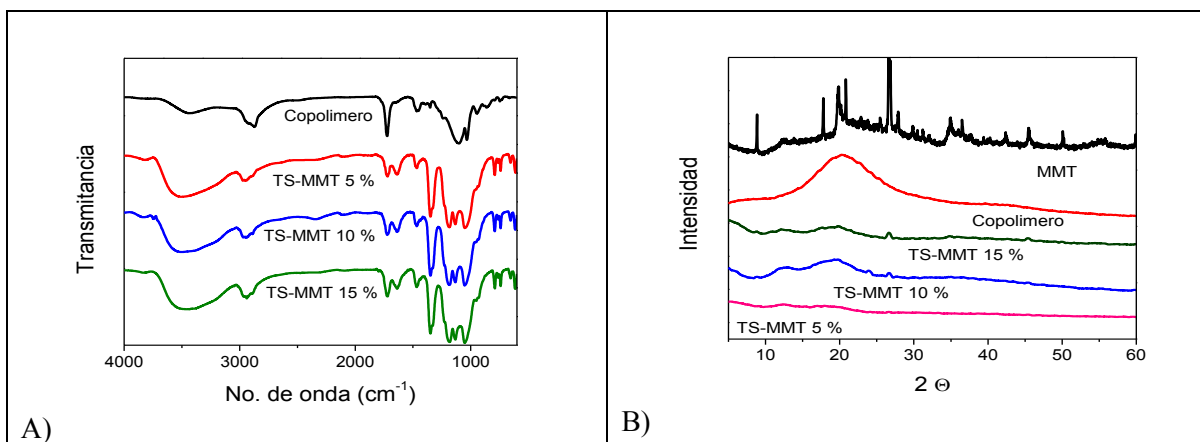 Transmitancia
Copolimero
TS-MMT 5 %
TS-MMT 10 %
TS-MMT 15 %
4000 3000 2000 1000
No. de onda (cm⁻¹)
A)
Intensidad
MMT
Copolimero
TS-MMT 15 %
TS-MMT 10 %
TS-MMT 5 %
10 20 30 40 50 60
2 Θ
B)